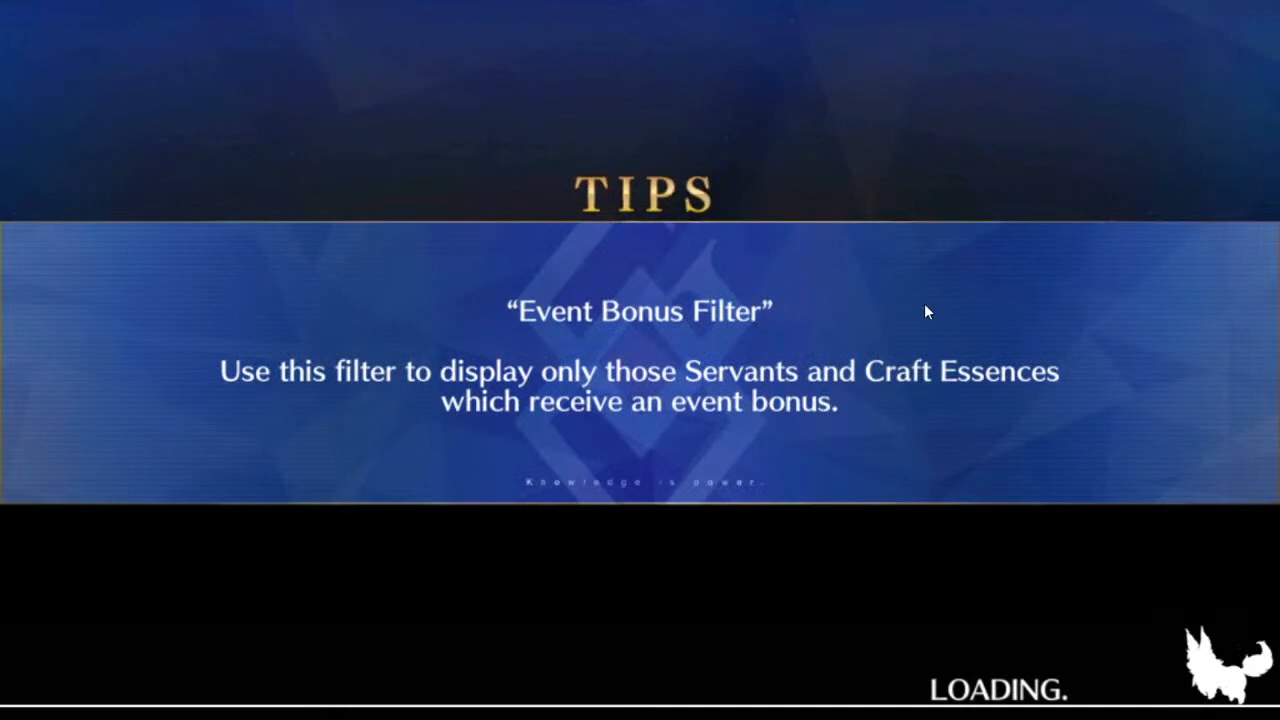 TIPS
“Event Bonus Filter”
Use this filter to display only those Servants and Craft Essences
which receive an event bonus.
Knowledge is power.
LOADING.